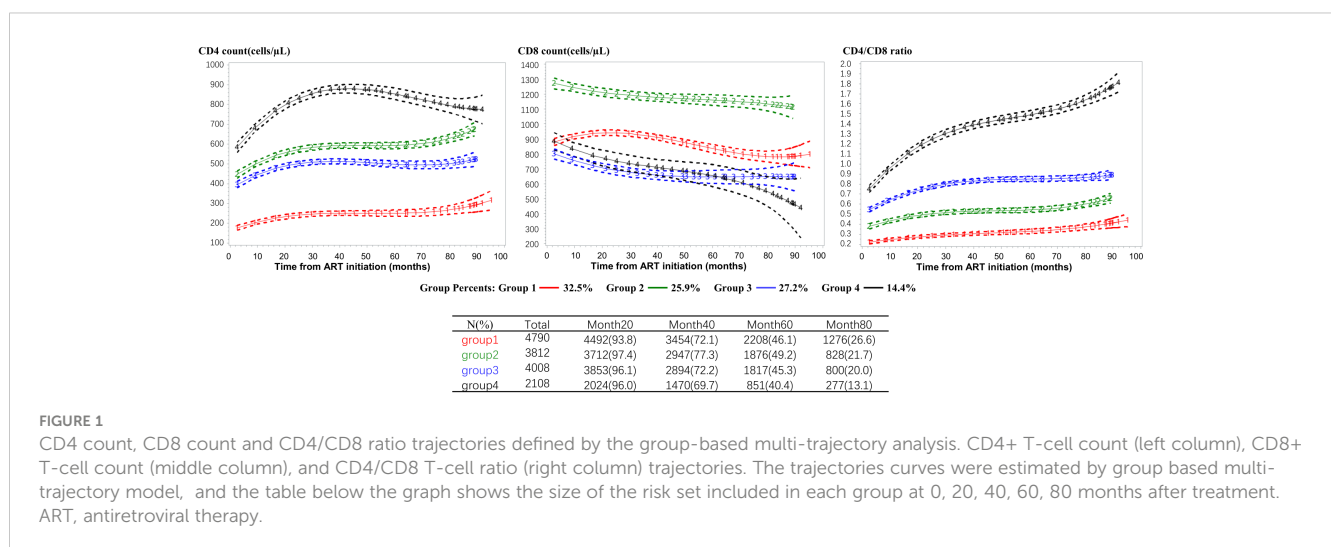 CD4 count(cells/µL)
1000
900
800
700
600
500
400
300
200
100
0 10 20 30 40 50 60 70 80 90 100
Time from ART initiation (months)
CD8 count(cells/µL)
1400
1300
1200
1100
1000
900
800
700
600
500
400
300
200
0 10 20 30 40 50 60 70 80 90 100
Time from ART initiation (months)
CD4/CD8 ratio
2.0
1.9
1.8
1.7
1.6
1.5
1.4
1.3
1.2
1.1
1.0
0.9
0.8
0.7
0.6
0.5
0.4
0.3
0.2
0 10 20 30 40 50 60 70 80 90 100
Time from ART initiation (months)
Group Percents: Group 1 32.5% Group 2 25.9% Group 3 27.2% Group 4 14.4%
N(%) Total Month20 Month40 Month60 Month80
group1 4790 4492(93.8) 3454(72.1) 2208(46.1) 1276(26.6)
group2 3812 3712(97.4) 2947(77.3) 1876(49.2) 828(21.7)
group3 4008 3853(96.1) 2894(72.2) 1817(45.3) 800(20.0)
group4 2108 2024(96.0) 1470(69.7) 851(40.4) 277(13.1)
FIGURE 1
CD4 count, CD8 count and CD4/CD8 ratio trajectories defined by the group-based multi-trajectory analysis. CD4+ T-cell count (left column), CD8+
T-cell count (middle column), and CD4/CD8 T-cell ratio (right column) trajectories. The trajectories curves were estimated by group based multi-
trajectory model, and the table below the graph shows the size of the risk set included in each group at 0, 20, 40, 60, 80 months after treatment.
ART, antiretroviral therapy.